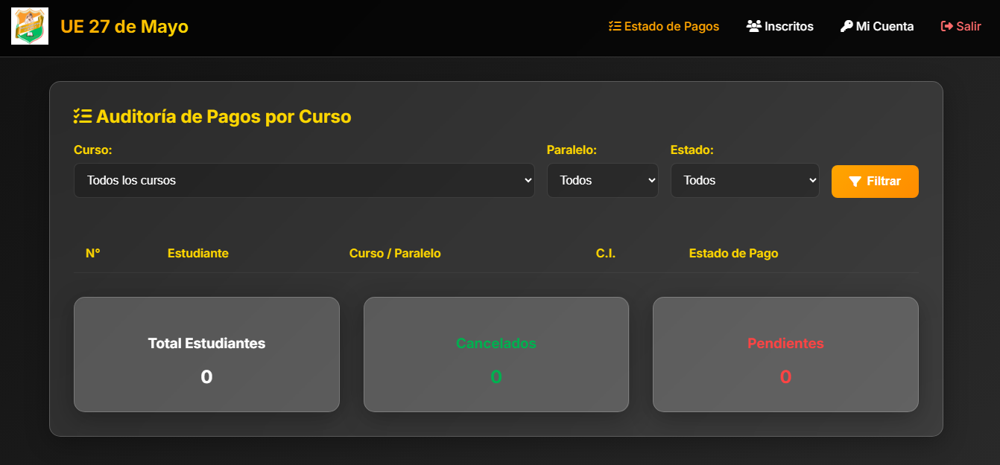 UE 27 de Mayo
Estado de Pagos
Inscritos
Mi Cuenta
Salir
Auditoría de Pagos por Curso
Curso:
Paralelo:
Estado:
Todos los cursos
Todos
Todos
Filtrar
N°
Estudiante
Curso / Paralelo
C.I.
Estado de Pago
Total Estudiantes
0
Cancelados
0
Pendientes
0